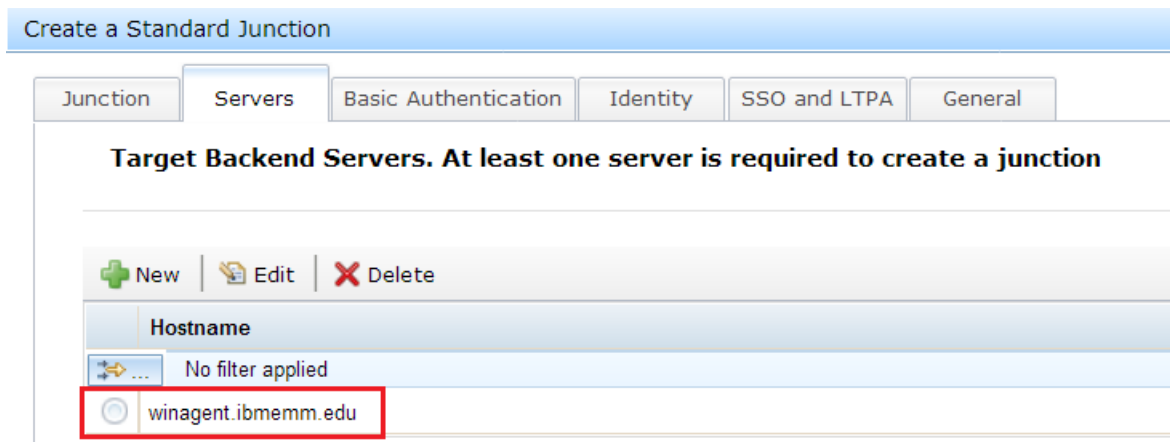 Create a Standard Junction
Junction Servers Basic Authentication Identity SSO and LTPA General
Target Backend Servers. At least one server is required to create a junction
New Edit Delete
Hostname
... No filter applied
winagent.ibmemm.edu